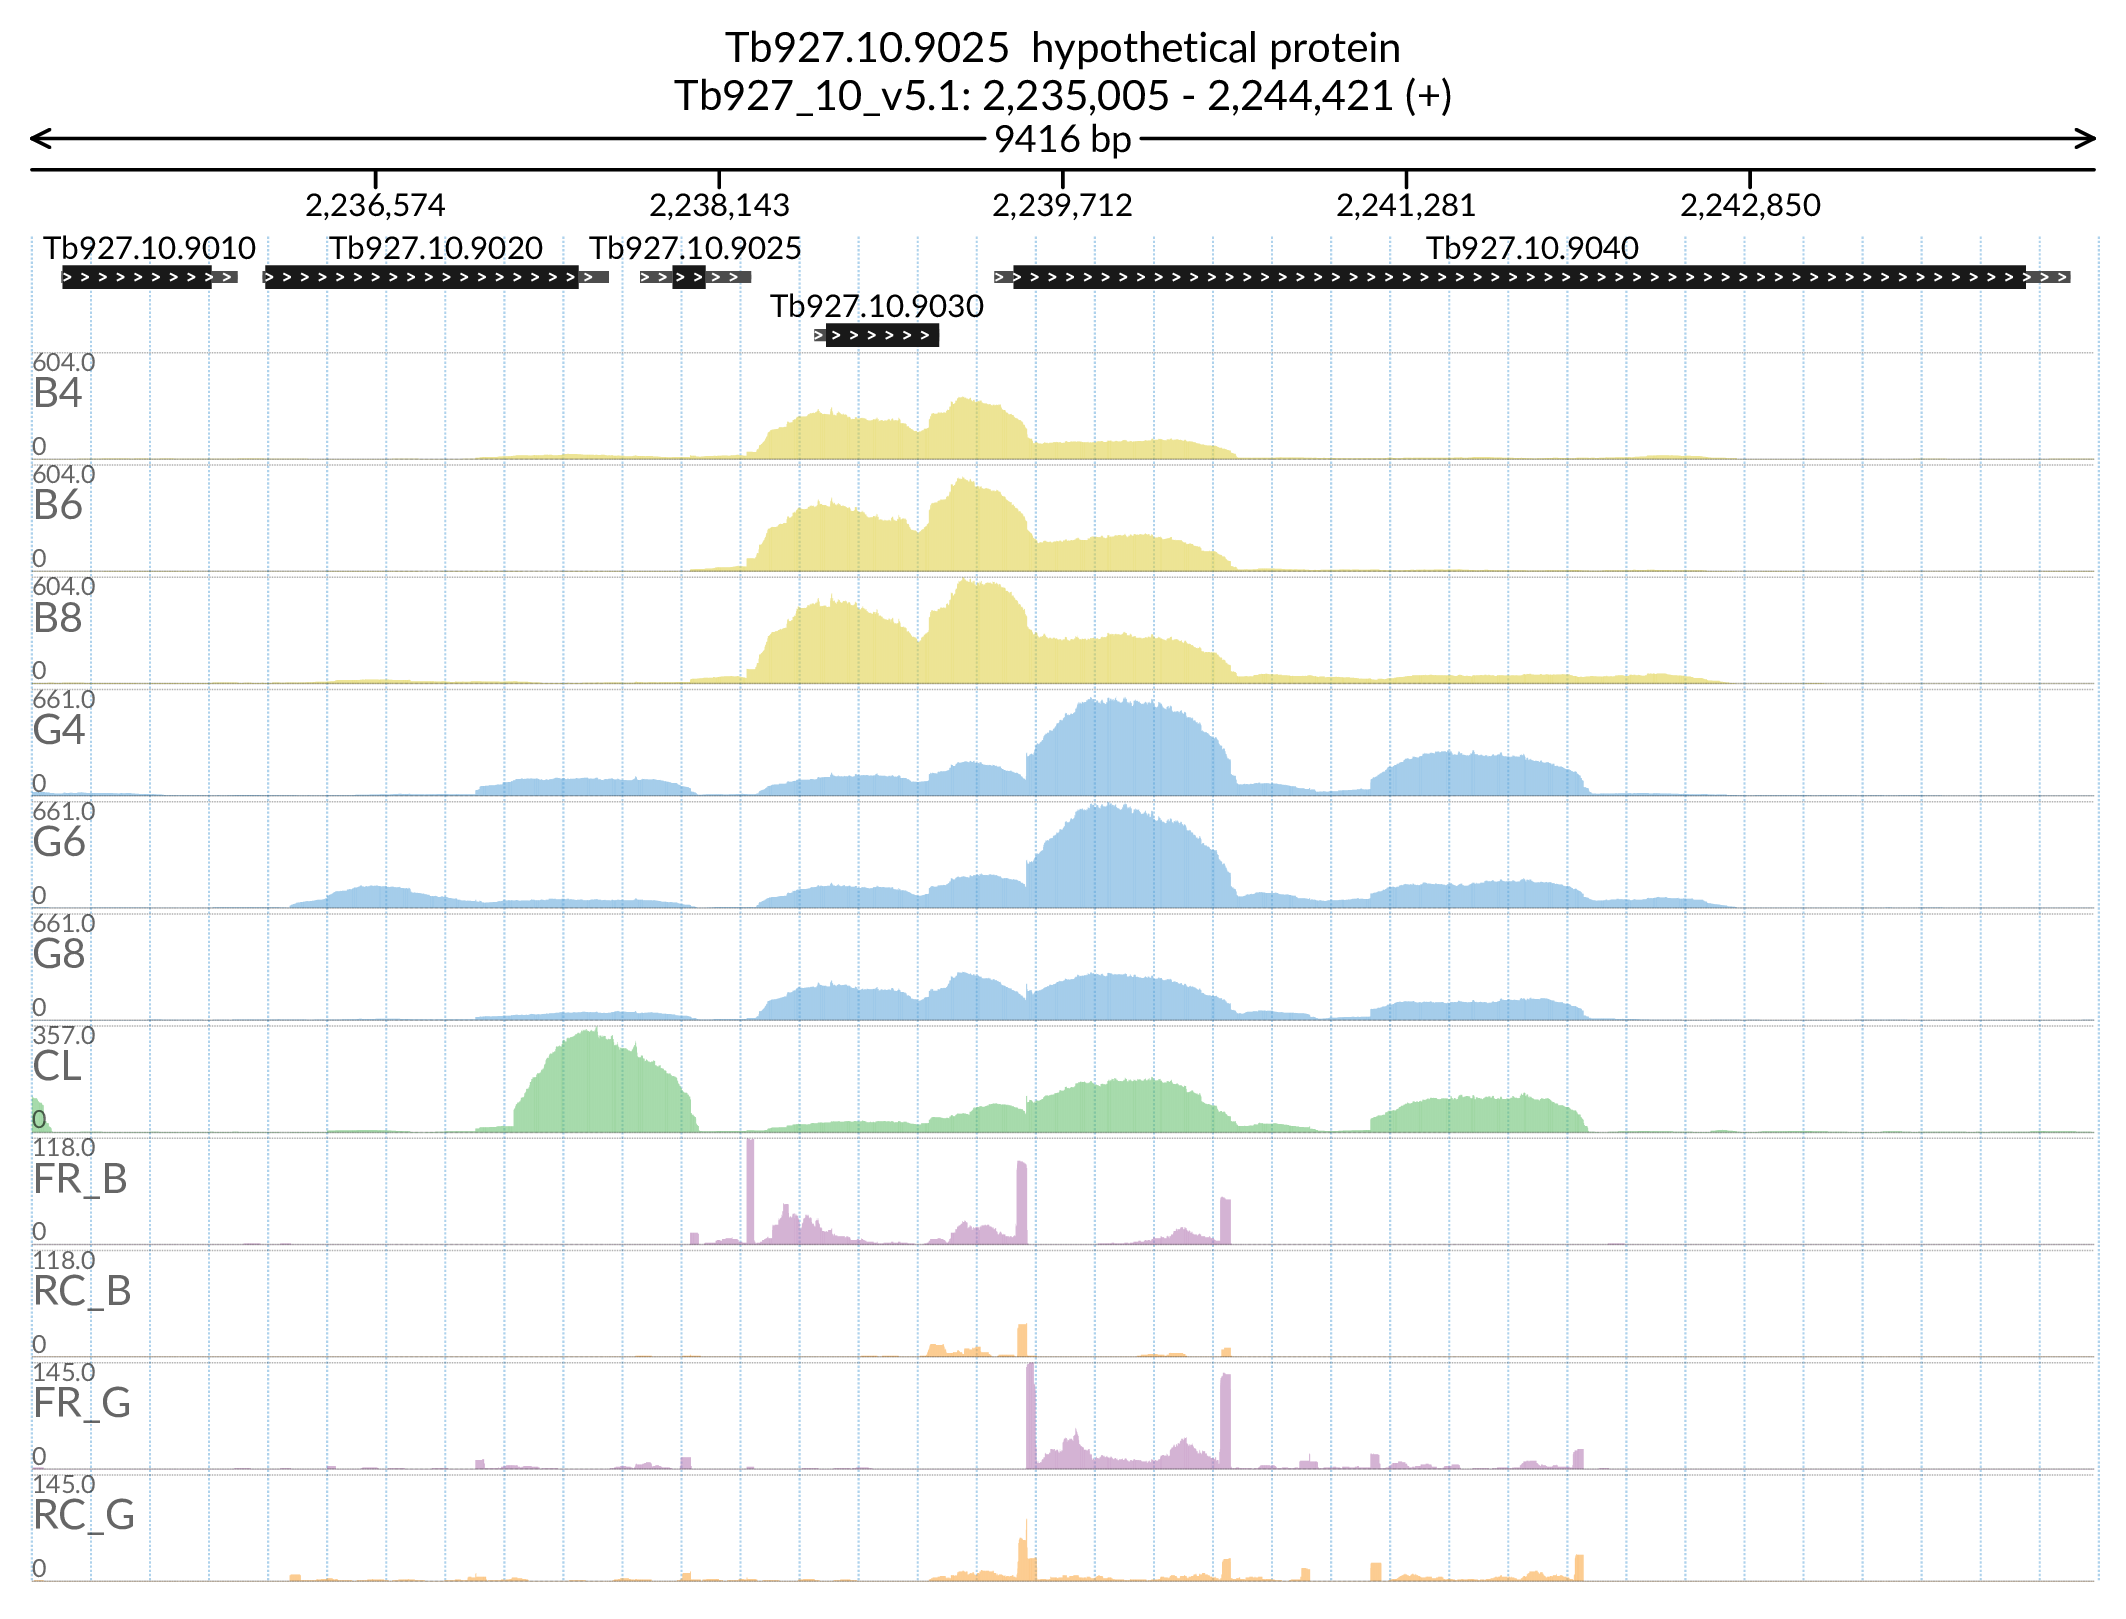 Tb927.10.9025  hypothetical protein
Tb927_10_v5.1: 2,235,005 - 2,244,421 (+)
9416 bp
2,236,574 2,238,143 2,239,712 2,241,281 2,242,850
Tb927.10.9010 Tb927.10.9020 Tb927.10.9025 Tb927.10.9040
Tb927.10.9030
604.0
B4
0
604.0
B6
0
604.0
B8
0
661.0
G4
0
661.0
G6
0
661.0
G8
0
357.0
CL
0
118.0
FR_B
0
118.0
RC_B
0
145.0
FR_G
0
145.0
RC_G
0